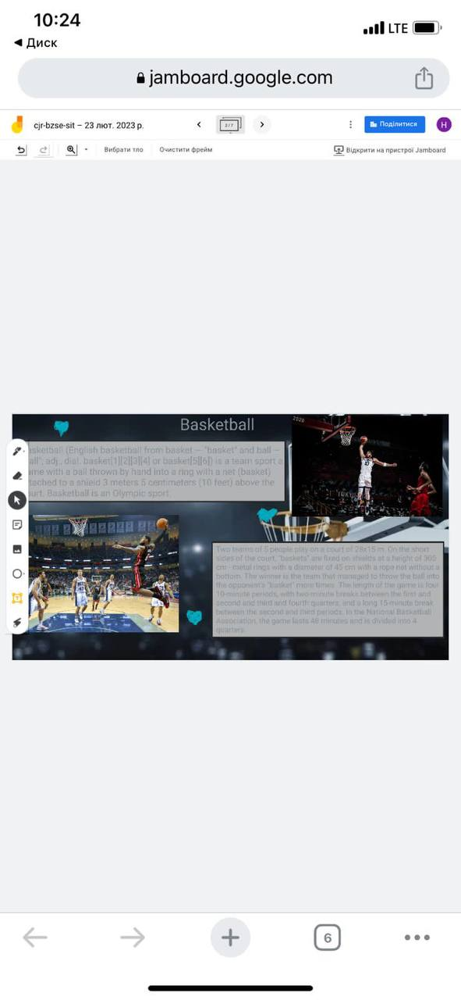 10:24
LTE
◀ Диск
jamboard.google.com
cjr-bzse-sit – 23 лют. 2023 р.
2/7
Поділитися
Н
Вибрати тло
Очистити фрейм
Відкрити на пристрої Jamboard
Basketball
2020
sketball (English basketball from basket – "basket" and ball –
all"; adj., dial. basket[1][2][3][4] or basket[5][6]) is a team sport a
me with a ball thrown by hand into a ring with a net (basket)
tached to a shield 3 meters 5 centimeters (10 feet) above the
urt. Basketball is an Olympic sport.
Two teams of 5 people play on a court of 28x15 m. On the short
sides of the court, "baskets" are fixed on shields at a height of 305
cm - metal rings with a diameter of 45 cm with a rope net without a
bottom. The winner is the team that managed to throw the ball into
the opponent's "basket" more times. The length of the game is four
10-minute periods, with two-minute breaks between the first and
second and third and fourth quarters, and a long 15-minute break
between the second and third periods. In the National Basketball
Association, the game lasts 48 minutes and is divided into 4
quarters.
6